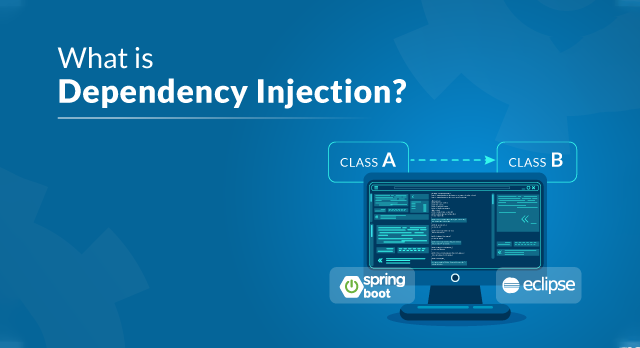 What is
Dependency Injection?
CLASS A
CLASS B
spring
boot
eclipse